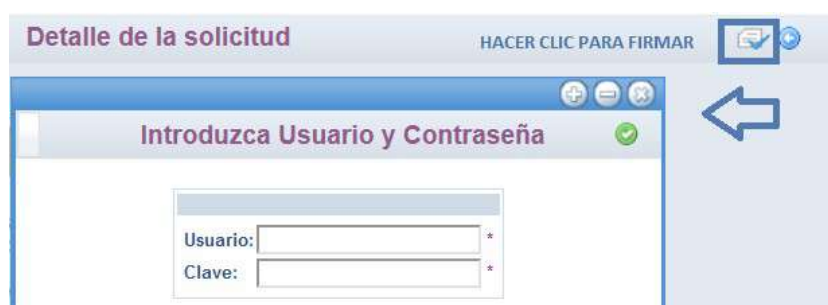 Detalle de la solicitud
HACER CLIC PARA FIRMAR
Introduzca Usuario y Contraseña
Usuario: *
Clave: *